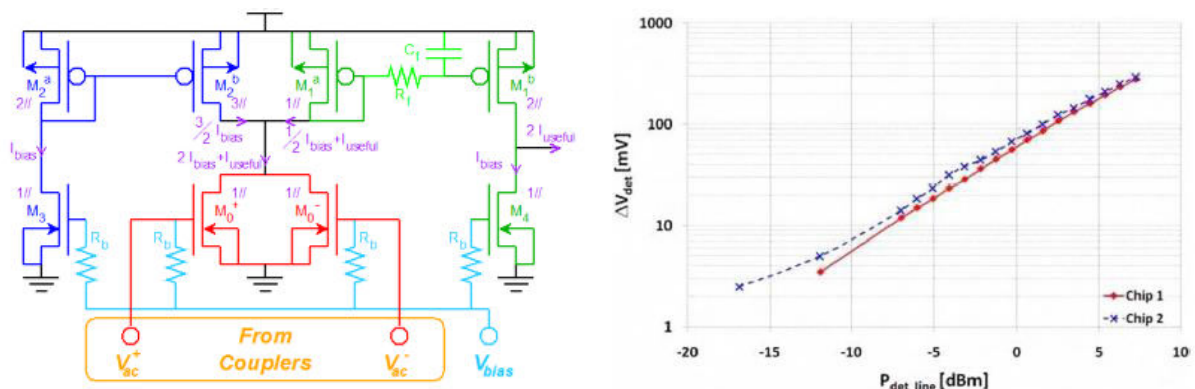 M2a
2//
M2b
3//
M1a
1//
Cf
Rf
M1b
2//
Ibias
3/2 Ibias
1/2 Ibias+Iuseful
2 Ibias+Iuseful
Ibias
2 Iuseful
1//
M3
Rb
Rb
1//
M0+
1//
M0-
Rb
Rb
1//
M4
From
Couplers
Vac+
Vac-
Vbias
1000
100
10
1
ΔVdet [mV]
-20
-15
-10
-5
0
5
10
Pdet_line [dBm]
Chip 1
Chip 2